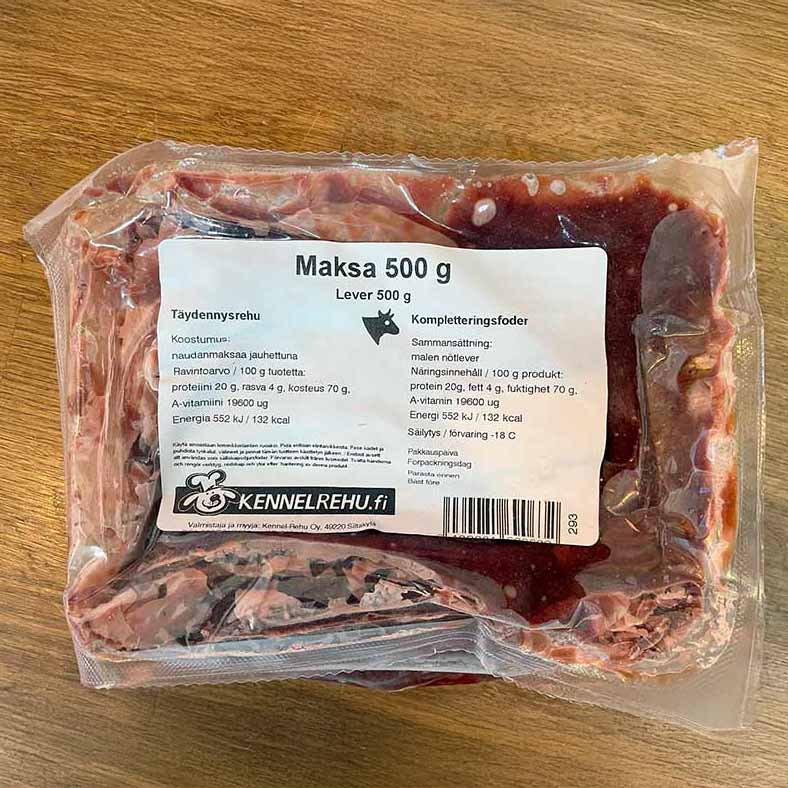 Maksa 500 g
Lever 500 g
Täydennysrehu
Koostumus:
naudanmaksaa jauhettuna
Ravintoarvo / 100 g tuotetta:
proteiini 20 g, rasva 4 g, kosteus 70 g,
A-vitamiini 19600 ug
Energia 552 kJ / 132 kcal
Kompletteringsfoder
Sammansättning:
malen nötlever
Näringsinnehåll / 100 g produkt:
protein 20g, fett 4 g, fuktighet 70 g,
A-vitamin 19600 ug
Energi 552 kJ / 132 kcal
Säilytys / förvaring -18 C
Pakkauspäivä
Förpackningsdag
Parasta ennen
Bäst före
KENNELREHU.fi
Valmistaja ja myyjä: Kennel-Rehu Oy, 49220 Siltakylä
293